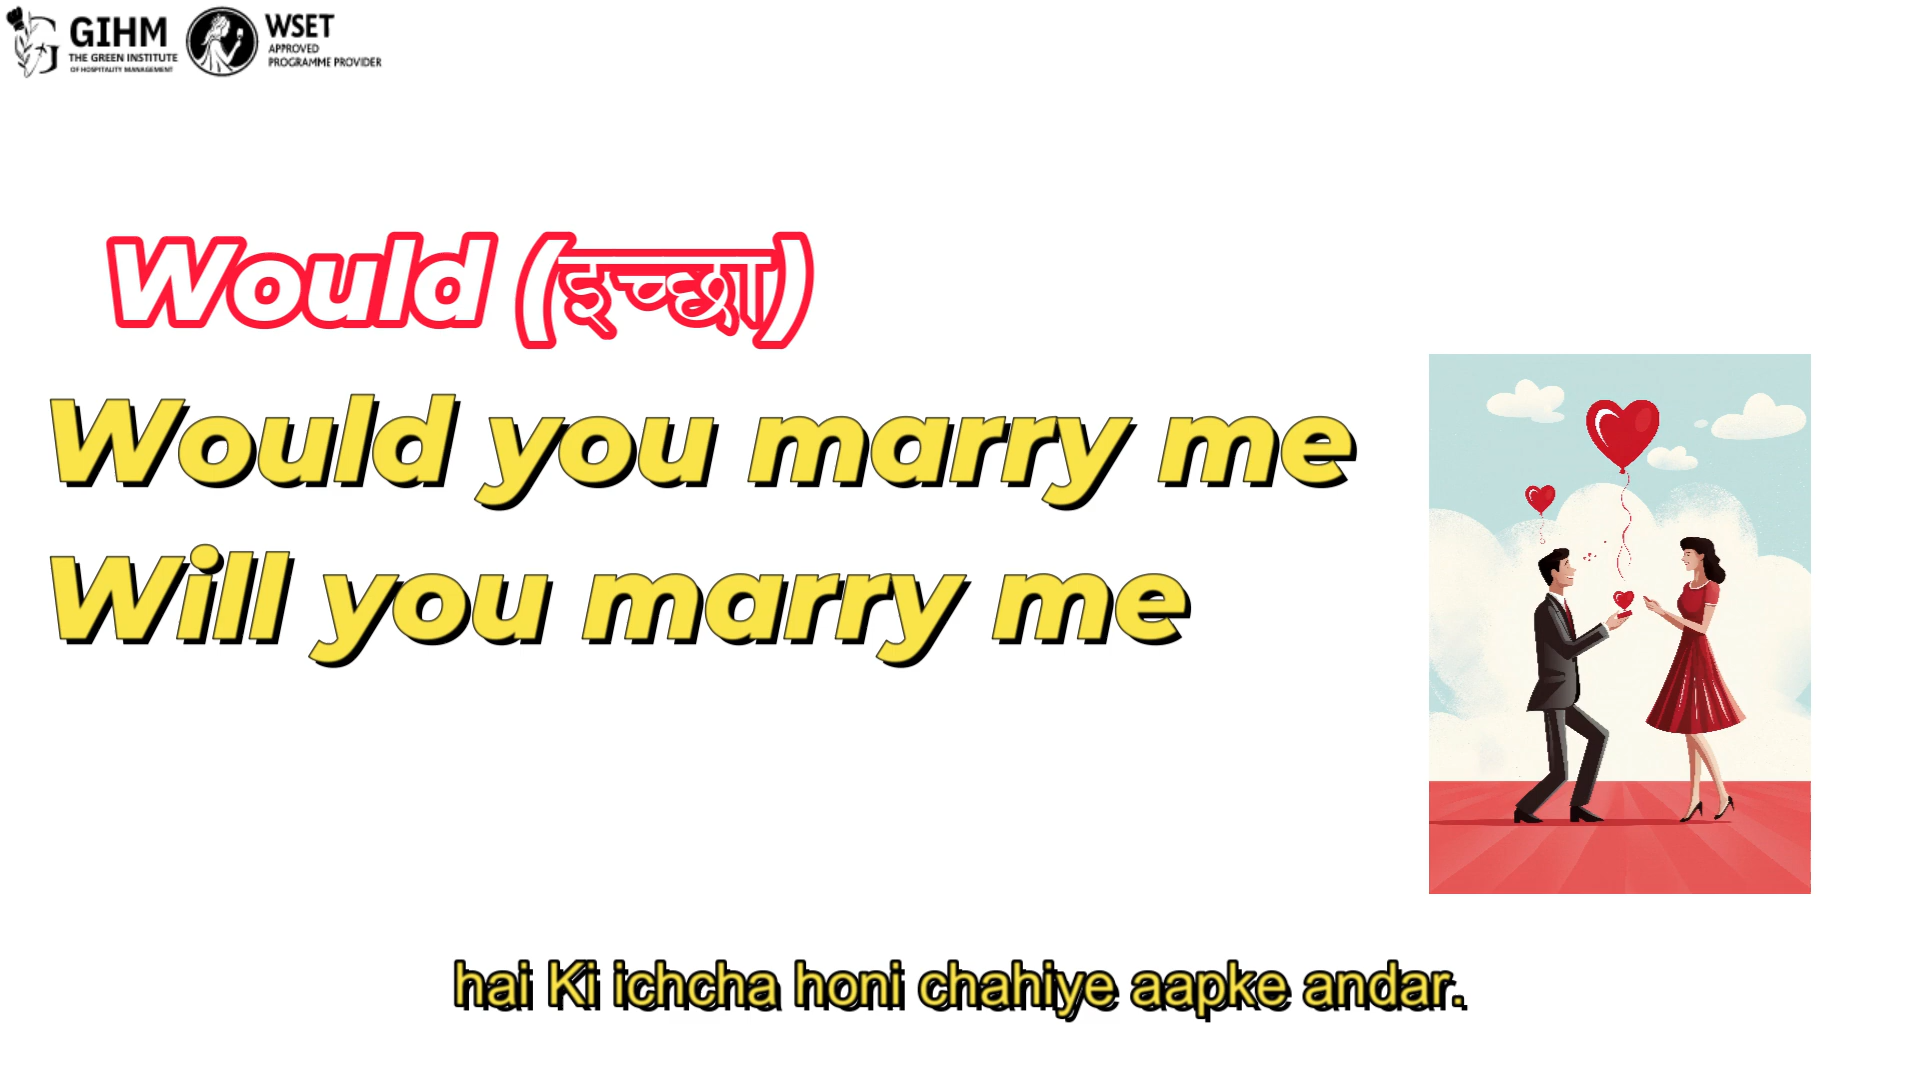 GIHM
THE GREEN INSTITUTE
OF HOSPITALITY MANAGEMENT
WSET
APPROVED
PROGRAMME PROVIDER
Would (इच्छा)
Would you marry me
Will you marry me
hai Ki ichcha honi chahiye aapke andar.